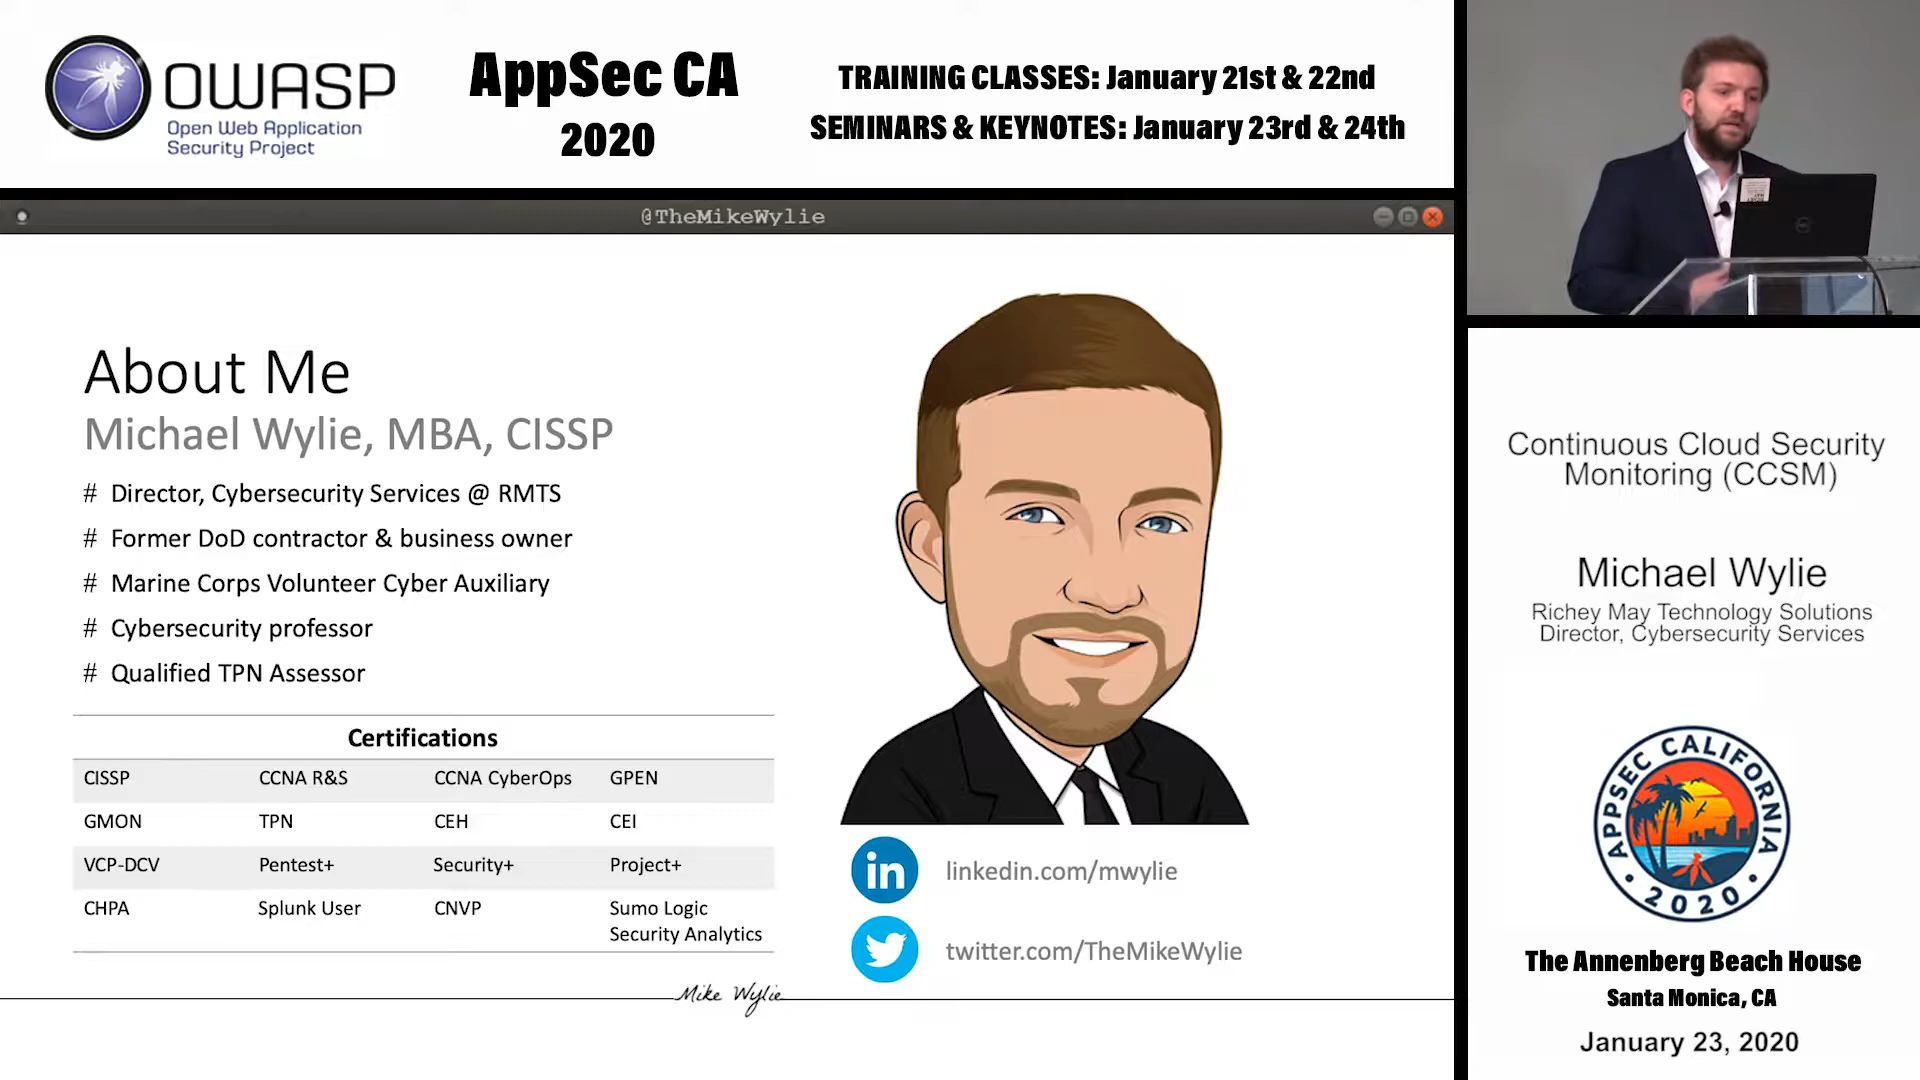 OWASP
Open Web Application
Security Project
AppSec CA
2020
TRAINING CLASSES: January 21st & 22nd
SEMINARS & KEYNOTES: January 23rd & 24th
@TheMikeWylie
About Me
Michael Wylie, MBA, CISSP
# Director, Cybersecurity Services @ RMTS
# Former DoD contractor & business owner
# Marine Corps Volunteer Cyber Auxiliary
# Cybersecurity professor
# Qualified TPN Assessor
Certifications
CISSP CCNA R&S CCNA CyberOps GPEN
GMON TPN CEH CEI
VCP-DCV Pentest+ Security+ Project+
CHPA Splunk User CNVP Sumo Logic
Security Analytics
in linkedin.com/mwylie
twitter.com/TheMikeWylie
Mike Wylie
Continuous Cloud Security
Monitoring (CCSM)
Michael Wylie
Richey May Technology Solutions
Director, Cybersecurity Services
APPSEC CALIFORNIA
• 2020 •
The Annenberg Beach House
Santa Monica, CA
January 23, 2020